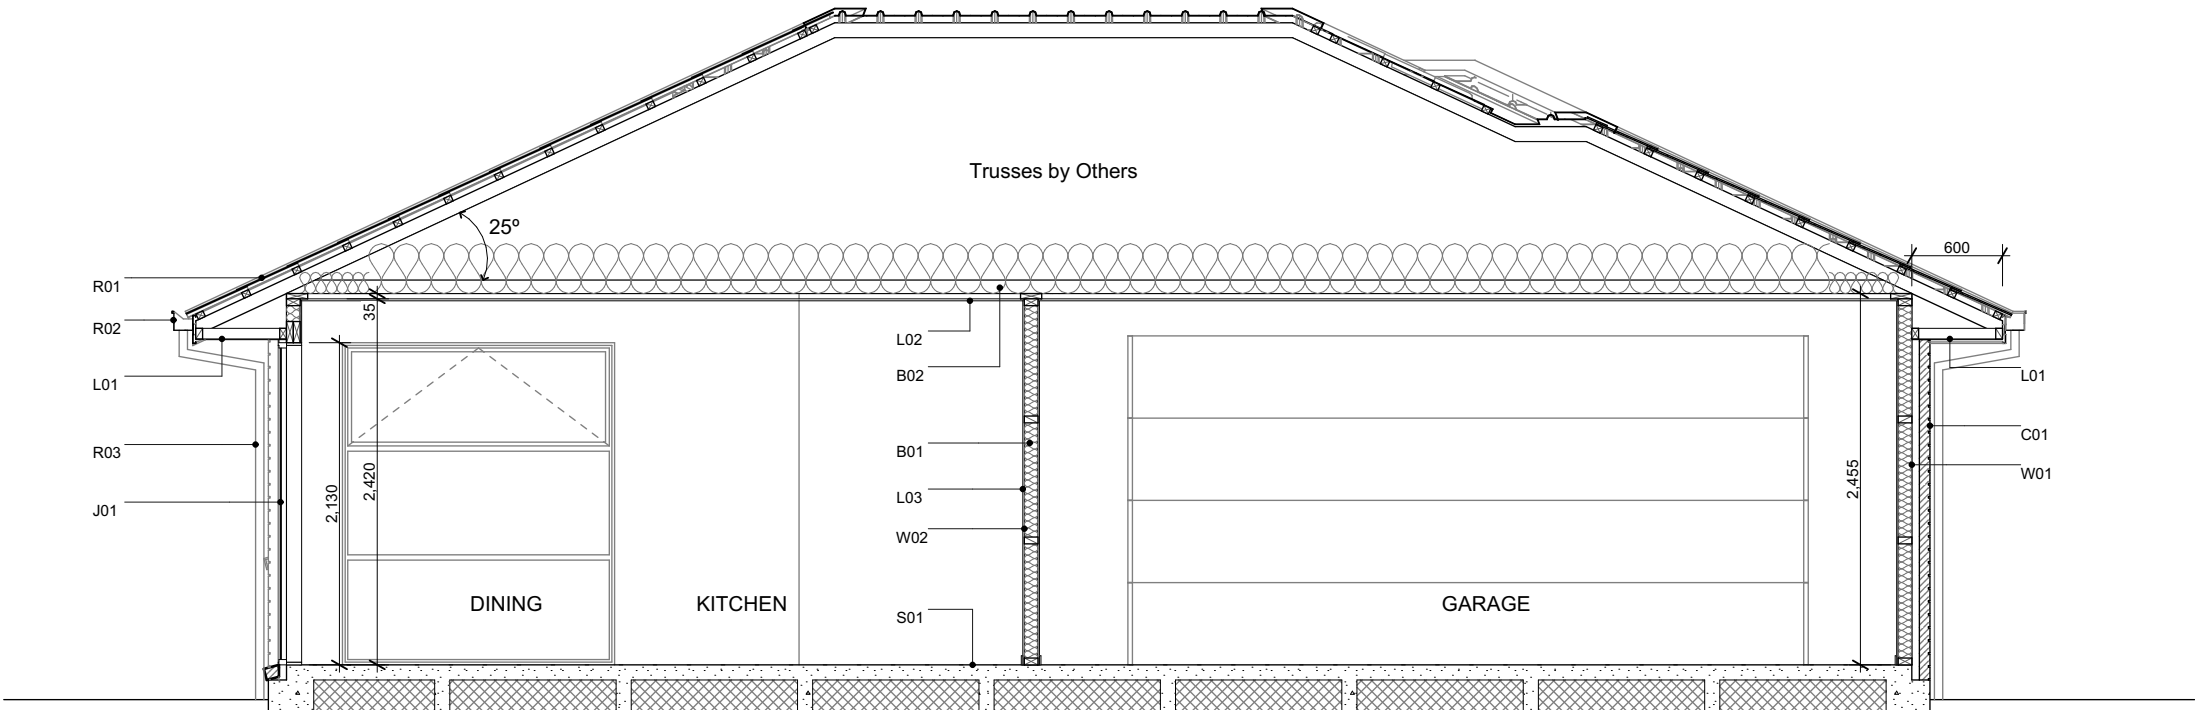 Trusses by Others
25º
600
R01
R02
L01
R03
J01
35
2,420
2,130
L02
B02
B01
L03
W02
S01
2,455
L01
C01
W01
DINING
KITCHEN
GARAGE